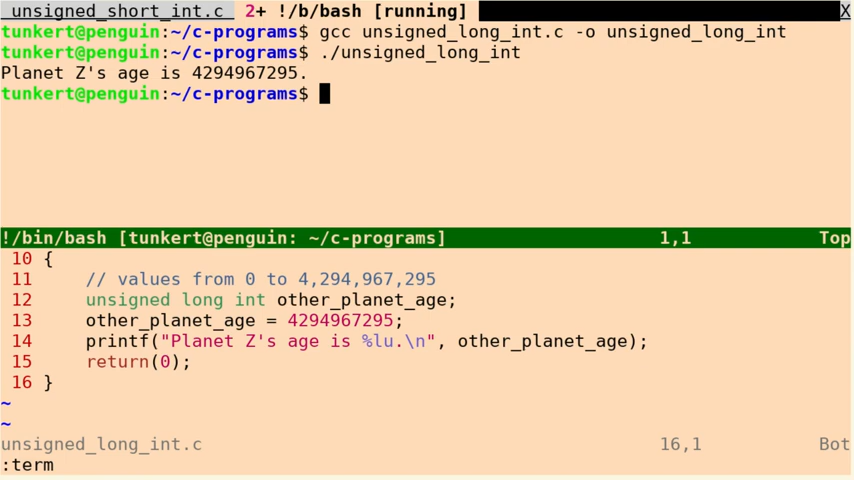 unsigned_short_int.c 2+ !/b/bash [running] X
tunkert@penguin:~/c-programs$ gcc unsigned_long_int.c -o unsigned_long_int
tunkert@penguin:~/c-programs$ ./unsigned_long_int
Planet Z's age is 4294967295.
tunkert@penguin:~/c-programs$
!/bin/bash [tunkert@penguin: ~/c-programs] 1,1 Top
10 {
11     // values from 0 to 4,294,967,295
12     unsigned long int other_planet_age;
13     other_planet_age = 4294967295;
14     printf("Planet Z's age is %lu.\n", other_planet_age);
15     return(0);
16 }
~
~
unsigned_long_int.c 16,1 Bot
:term